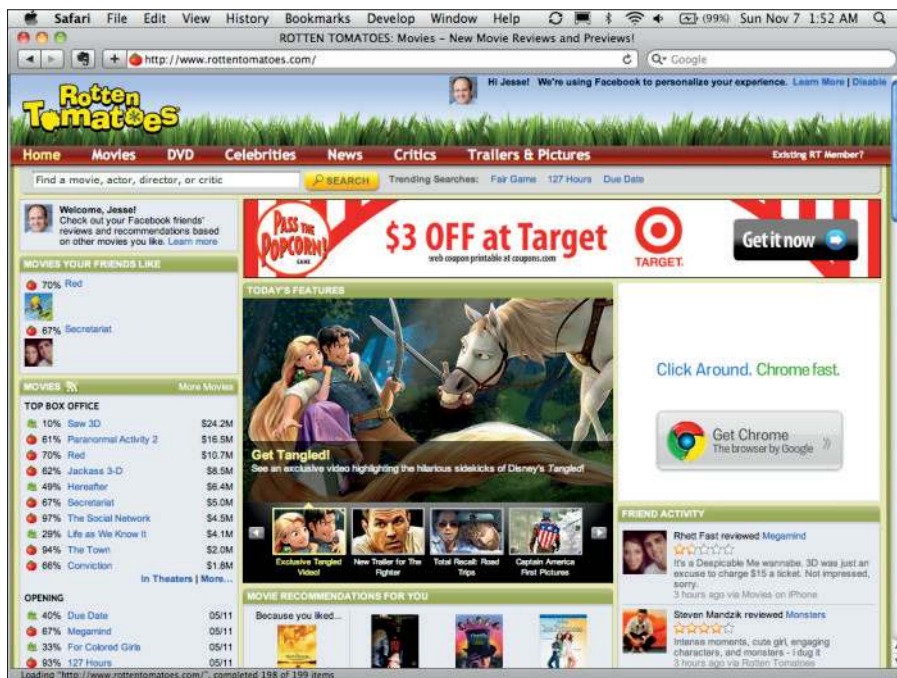 Safari File Edit View History Bookmarks Develop Window Help (99%) Sun Nov 7 1:52 AM
ROTTEN TOMATOES: Movies – New Movie Reviews and Previews!
http://www.rottentomatoes.com/
Google
Hi Jesse! We're using Facebook to personalize your experience. Learn More | Disable
Rotten
Tomatoes
Home Movies DVD Celebrities News Critics Trailers & Pictures Existing RT Member?
Find a movie, actor, director, or critic SEARCH Trending Searches: Fair Game 127 Hours Due Date
Welcome, Jesse!
Check out your Facebook friends'
reviews and recommendations based
on other movies you like. Learn more
PASS THE
POPCORN!
GAME
$3 OFF at Target
web coupon printable at coupons.com
TARGET.
Get it now
MOVIES YOUR FRIENDS LIKE
70% Red
67% Secretariat
MOVIES More Movies
TOP BOX OFFICE
10% Saw 3D $24.2M
61% Paranormal Activity 2 $16.5M
70% Red $10.7M
62% Jackass 3-D $8.5M
49% Hereafter $6.4M
67% Secretariat $5.0M
97% The Social Network $4.5M
29% Life as We Know It $4.1M
94% The Town $2.0M
66% Conviction $1.8M
In Theaters | More...
OPENING
40% Due Date 05/11
87% Megamind 05/11
33% For Colored Girls 05/11
93% 127 Hours 05/11
TODAY'S FEATURES
Get Tangled!
See an exclusive video highlighting the hilarious sidekicks of Disney's Tangled!
Exclusive Tangled
Video!
New Trailer for The
Fighter
Total Recall: Road
Trips
Captain America
First Pictures
MOVIE RECOMMENDATIONS FOR YOU
Because you liked...
Click Around. Chrome fast.
Get Chrome
The browser by Google
FRIEND ACTIVITY
Rhett Fast reviewed Megamind
It's a Despicable Me wannabe. 3D was just an
excuse to charge $15 a ticket. Not impressed,
sorry.
3 hours ago via Movies on iPhone
Steven Mandzik reviewed Monsters
Intense moments, cute girl, engaging
characters, and monsters - i dug it
3 hours ago via Rotten Tomatoes
Loading "http://www.rottentomatoes.com/", completed 198 of 199 items